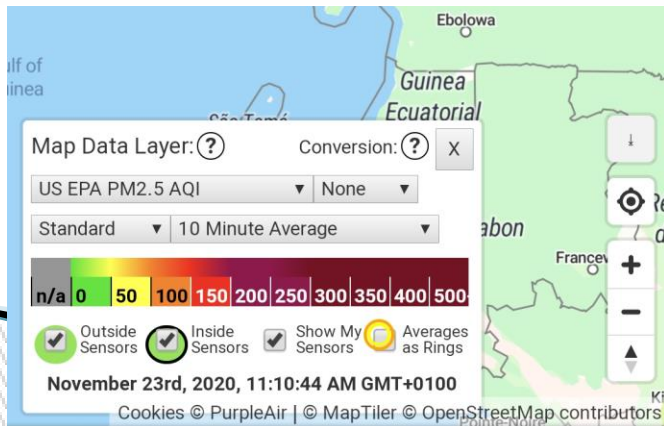 Ebolowa
ulf of
inea
Guinea
Ecuatorial
São Tomé
Map Data Layer: ? Conversion: ? X
US EPA PM2.5 AQI ▼ None ▼
Standard ▼ 10 Minute Average ▼
abon
Francev
n/a 0 50 100 150 200 250 300 350 400 500
Outside Sensors
Inside Sensors
Show My Sensors
Averages as Rings
November 23rd, 2020, 11:10:44 AM GMT+0100
Ki
Cookies © PurpleAir | © MapTiler © OpenStreetMap contributors
Pointe-Noire